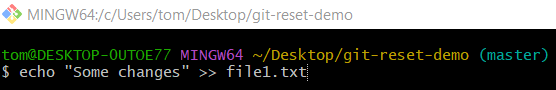 MINGW64:/c/Users/tom/Desktop/git-reset-demo
tom@DESKTOP-OUTOE77 MINGW64 ~/Desktop/git-reset-demo (master)
$ echo "Some changes" >> file1.txt